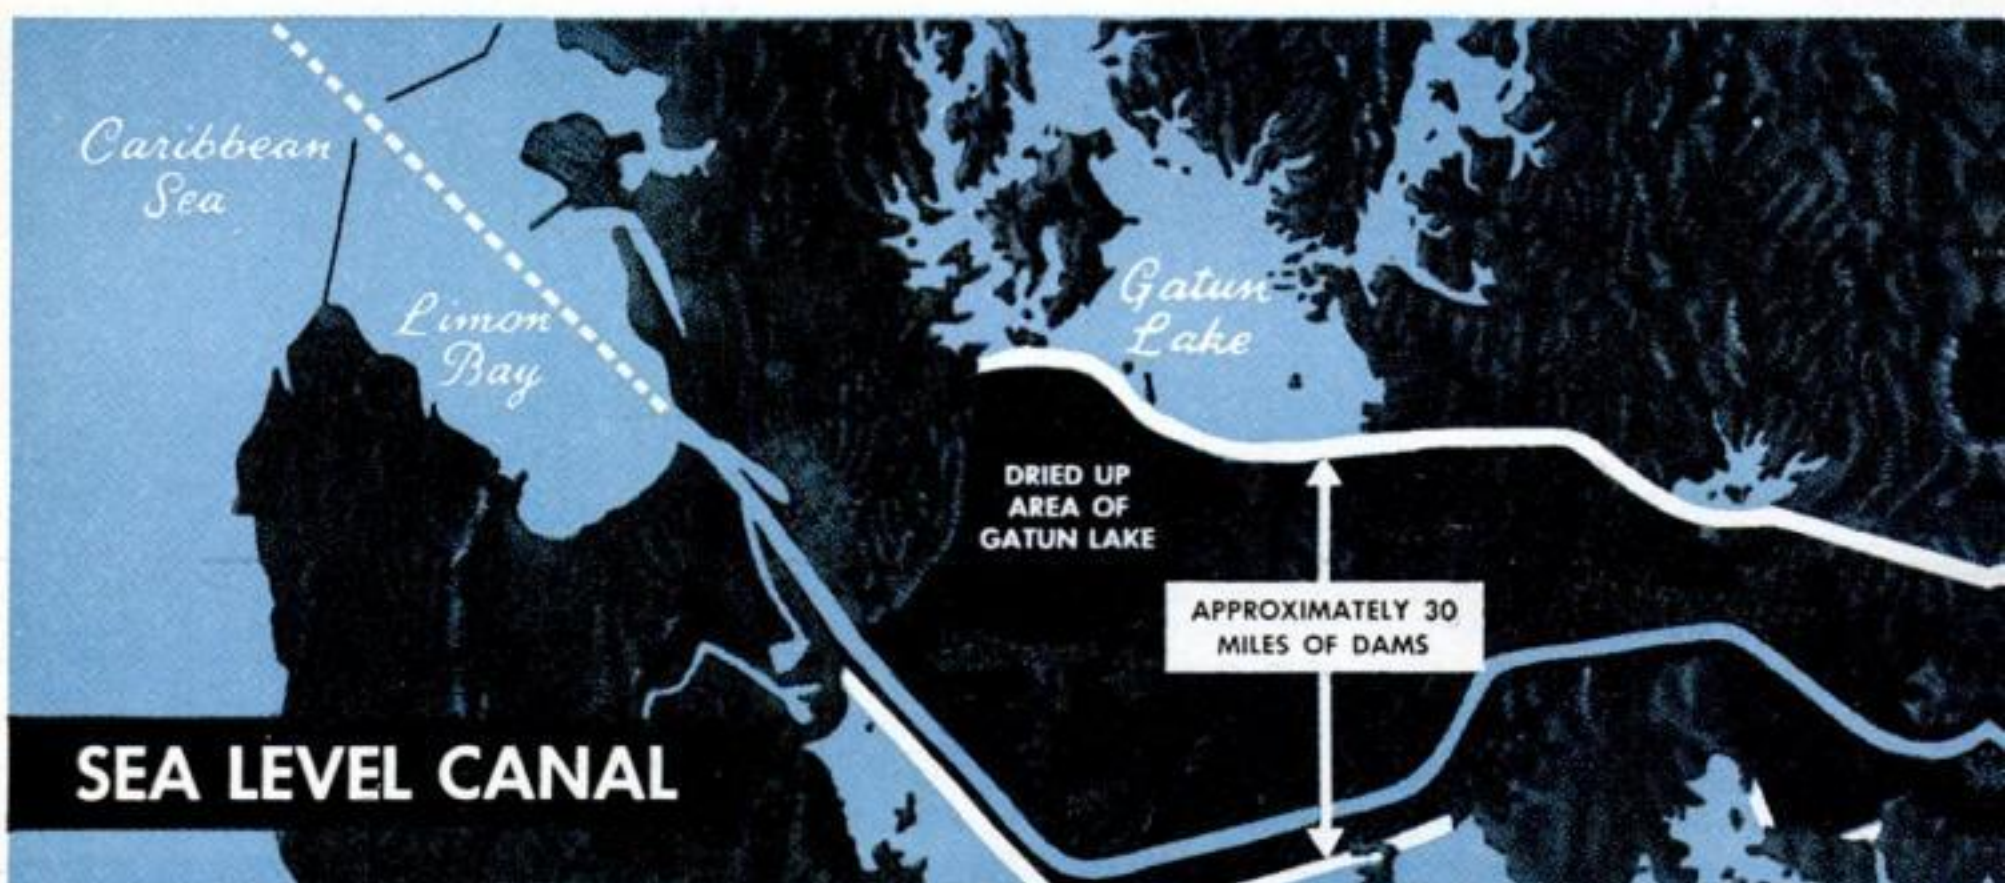 Caribbean
Sea
Limon
Bay
Gatun
Lake
DRIED UP
AREA OF
GATUN LAKE
APPROXIMATELY 30
MILES OF DAMS
SEA LEVEL CANAL